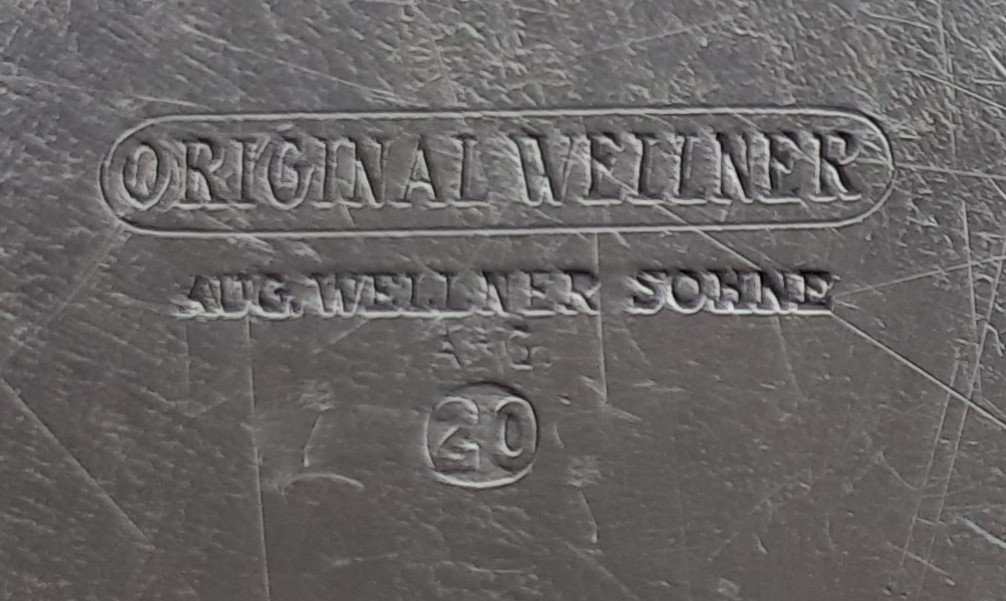 ORIGINAL WELLNER
AUG. WELLNER SOHNE
A.G.
20